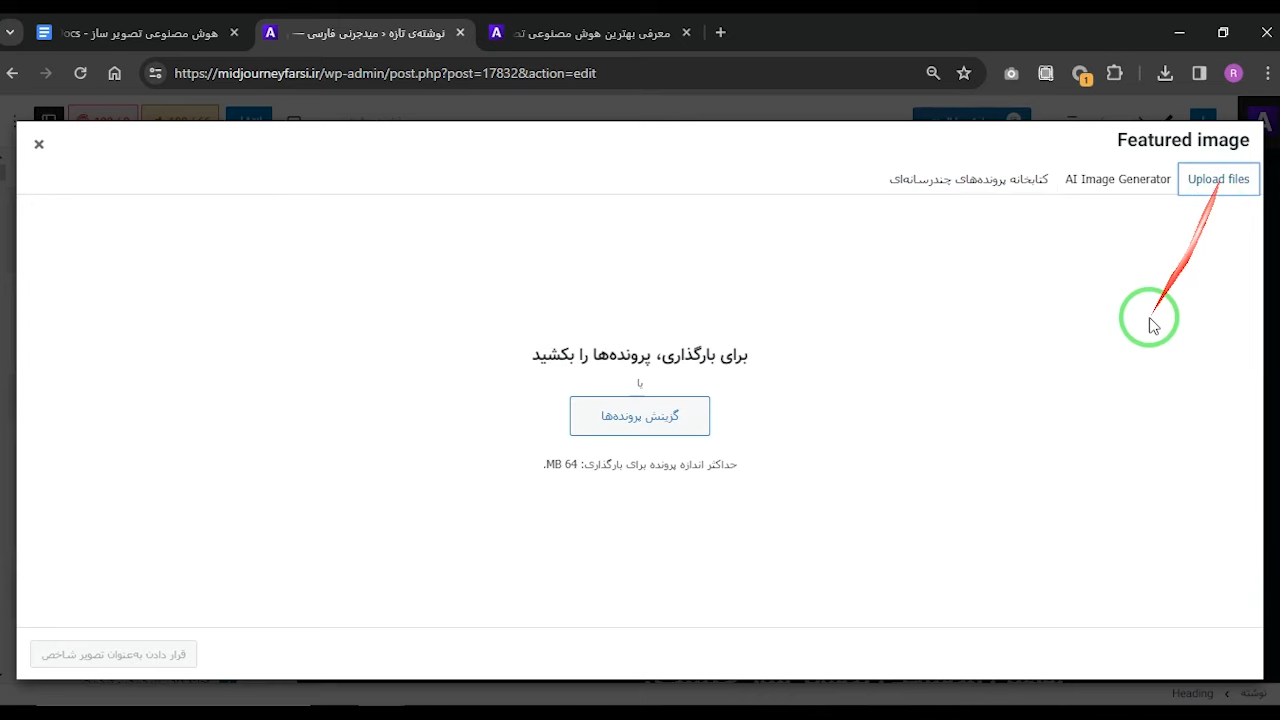 هوش مصنوعی تصویر ساز - Docs
نوشته‌ی تازه ‹ میدجرنی فارسی —
معرفی بهترین هوش مصنوعی
https://midjourneyfarsi.ir/wp-admin/post.php?post=17832&action=edit
1
R
Featured image
Upload files
AI Image Generator
کتابخانه پرونده‌های چندرسانه‌ای
برای بارگذاری، پرونده‌ها را بکشید
یا
گزینش پرونده‌ها
حداکثر اندازه پرونده برای بارگذاری: 64 MB.
قرار دادن به‌عنوان تصویر شاخص
نوشته
Heading